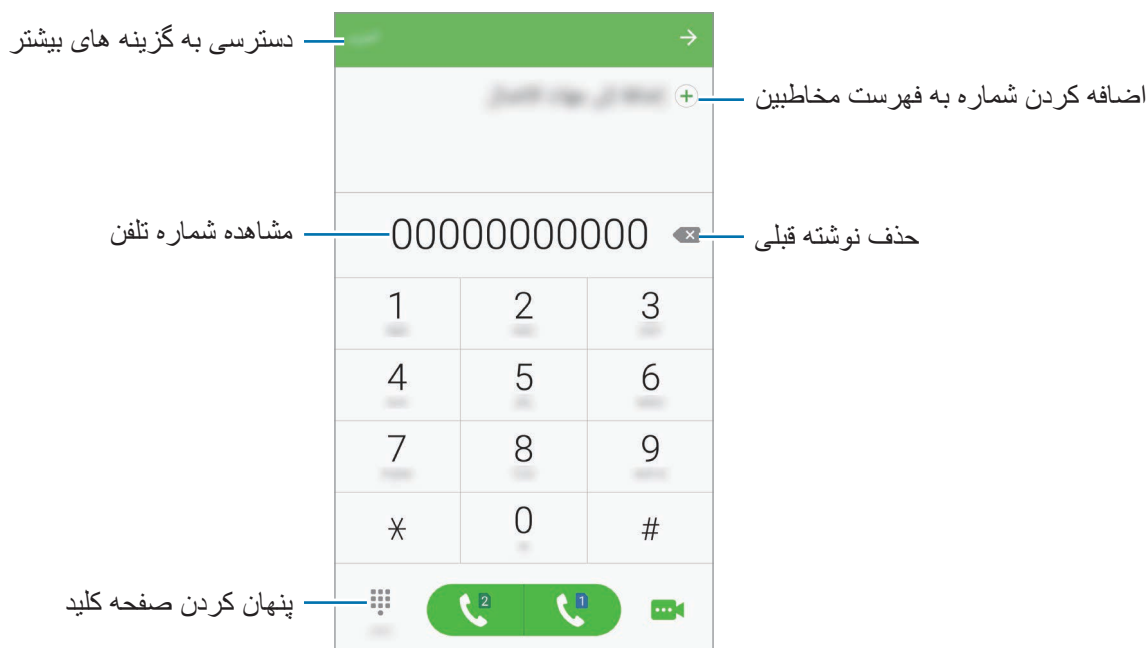 دسترسی به گزینه های بیشتر
اضافه کردن شماره به فهرست مخاطبین
مشاهده شماره تلفن
00000000000
حذف نوشته قبلی
1 2 3
4 5 6
7 8 9
* 0 #
پنهان کردن صفحه کلید
2 1